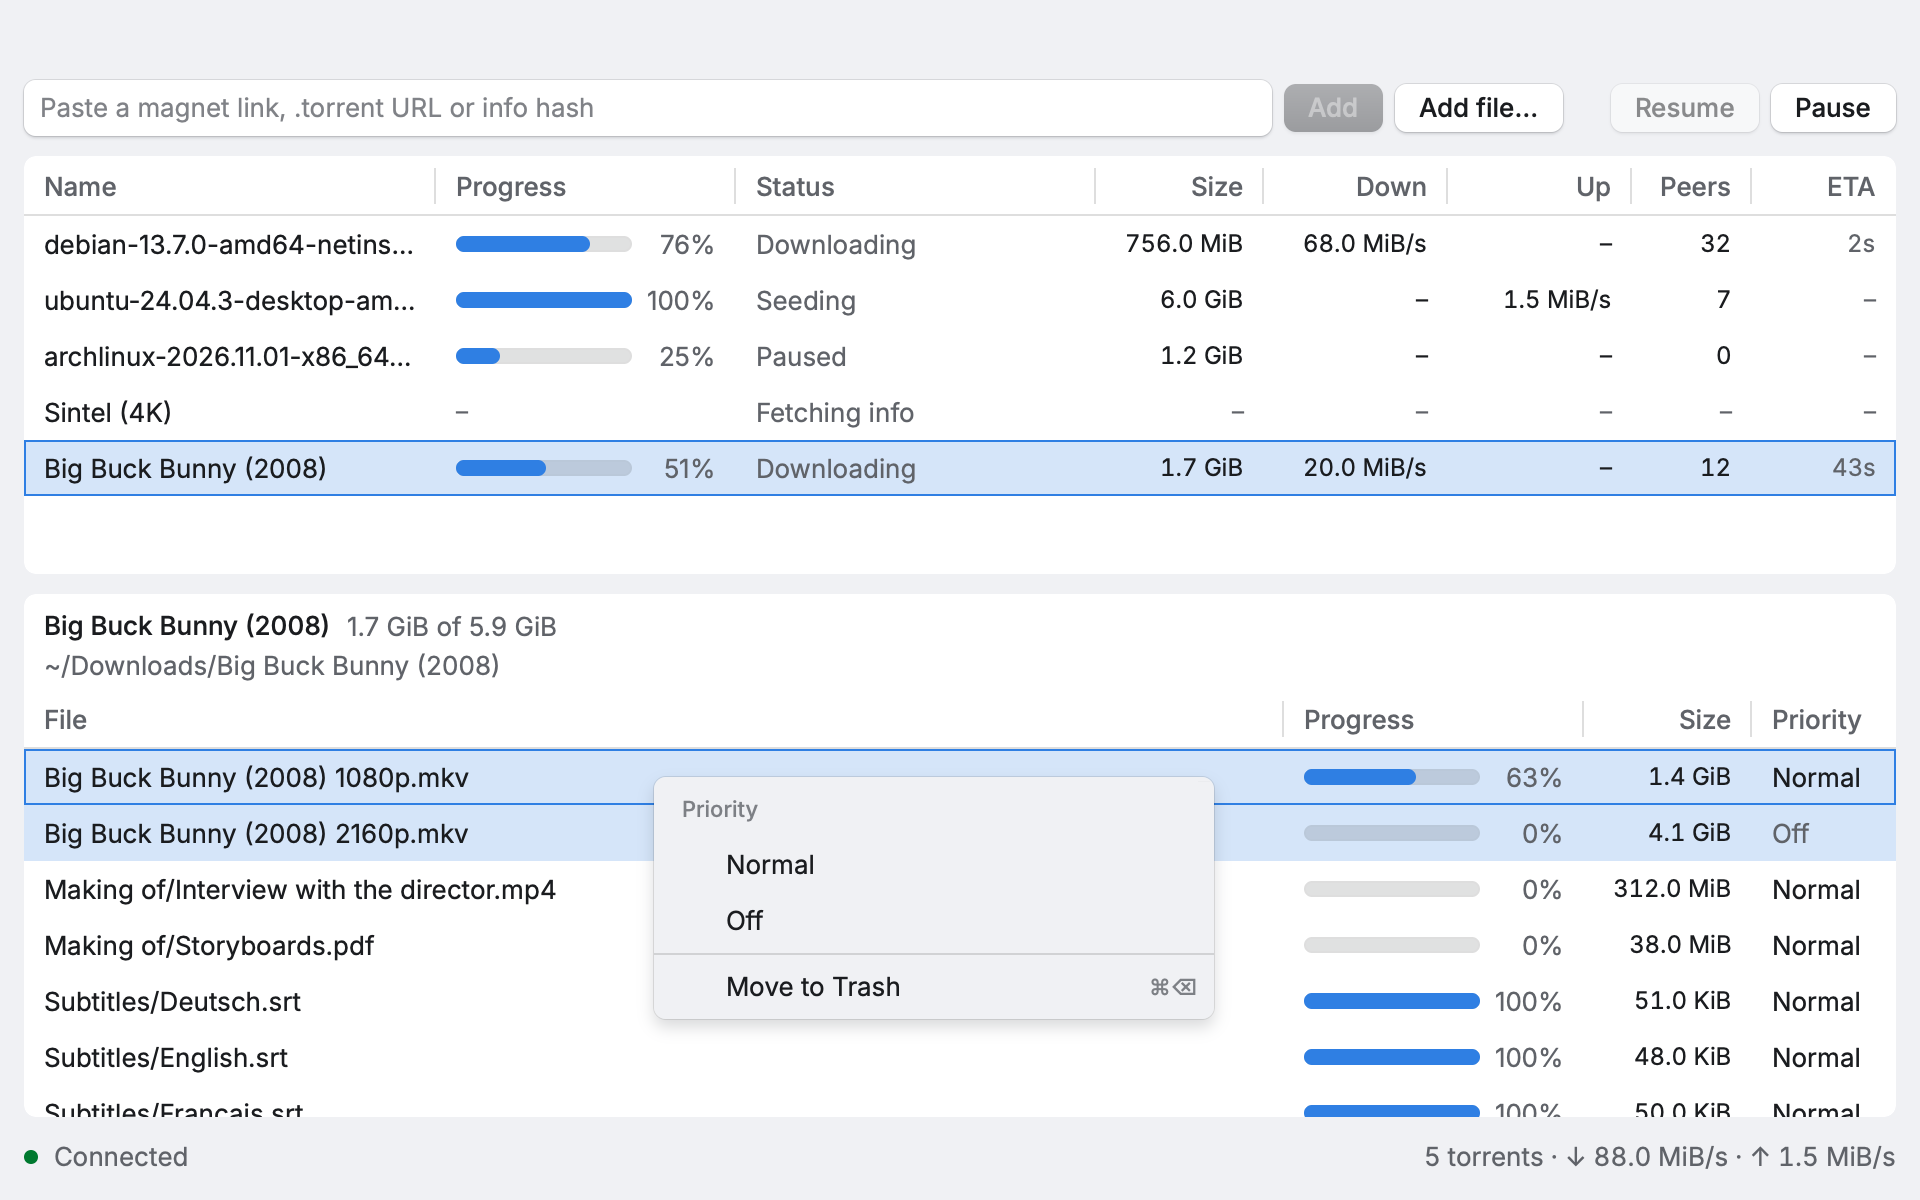 Paste a magnet link, .torrent URL or info hash Add Add file... Resume Pause
Name Progress Status Size Down Up Peers ETA
debian-13.7.0-amd64-netins... 76% Downloading 756.0 MiB 68.0 MiB/s – 32 2s
ubuntu-24.04.3-desktop-am... 100% Seeding 6.0 GiB – 1.5 MiB/s 7 –
archlinux-2026.11.01-x86_64... 25% Paused 1.2 GiB – – 0 –
Sintel (4K) – Fetching info – – – – –
Big Buck Bunny (2008) 51% Downloading 1.7 GiB 20.0 MiB/s – 12 43s
Big Buck Bunny (2008) 1.7 GiB of 5.9 GiB
~/Downloads/Big Buck Bunny (2008)
File Progress Size Priority
Big Buck Bunny (2008) 1080p.mkv 63% 1.4 GiB Normal
Big Buck Bunny (2008) 2160p.mkv 0% 4.1 GiB Off
Making of/Interview with the director.mp4 0% 312.0 MiB Normal
Making of/Storyboards.pdf 0% 38.0 MiB Normal
Subtitles/Deutsch.srt 100% 51.0 KiB Normal
Subtitles/English.srt 100% 48.0 KiB Normal
Subtitles/Français.srt 100% 50.0 KiB Normal
Priority
Normal
Off
Move to Trash ⌘⌫
Connected 5 torrents · ↓ 88.0 MiB/s · ↑ 1.5 MiB/s